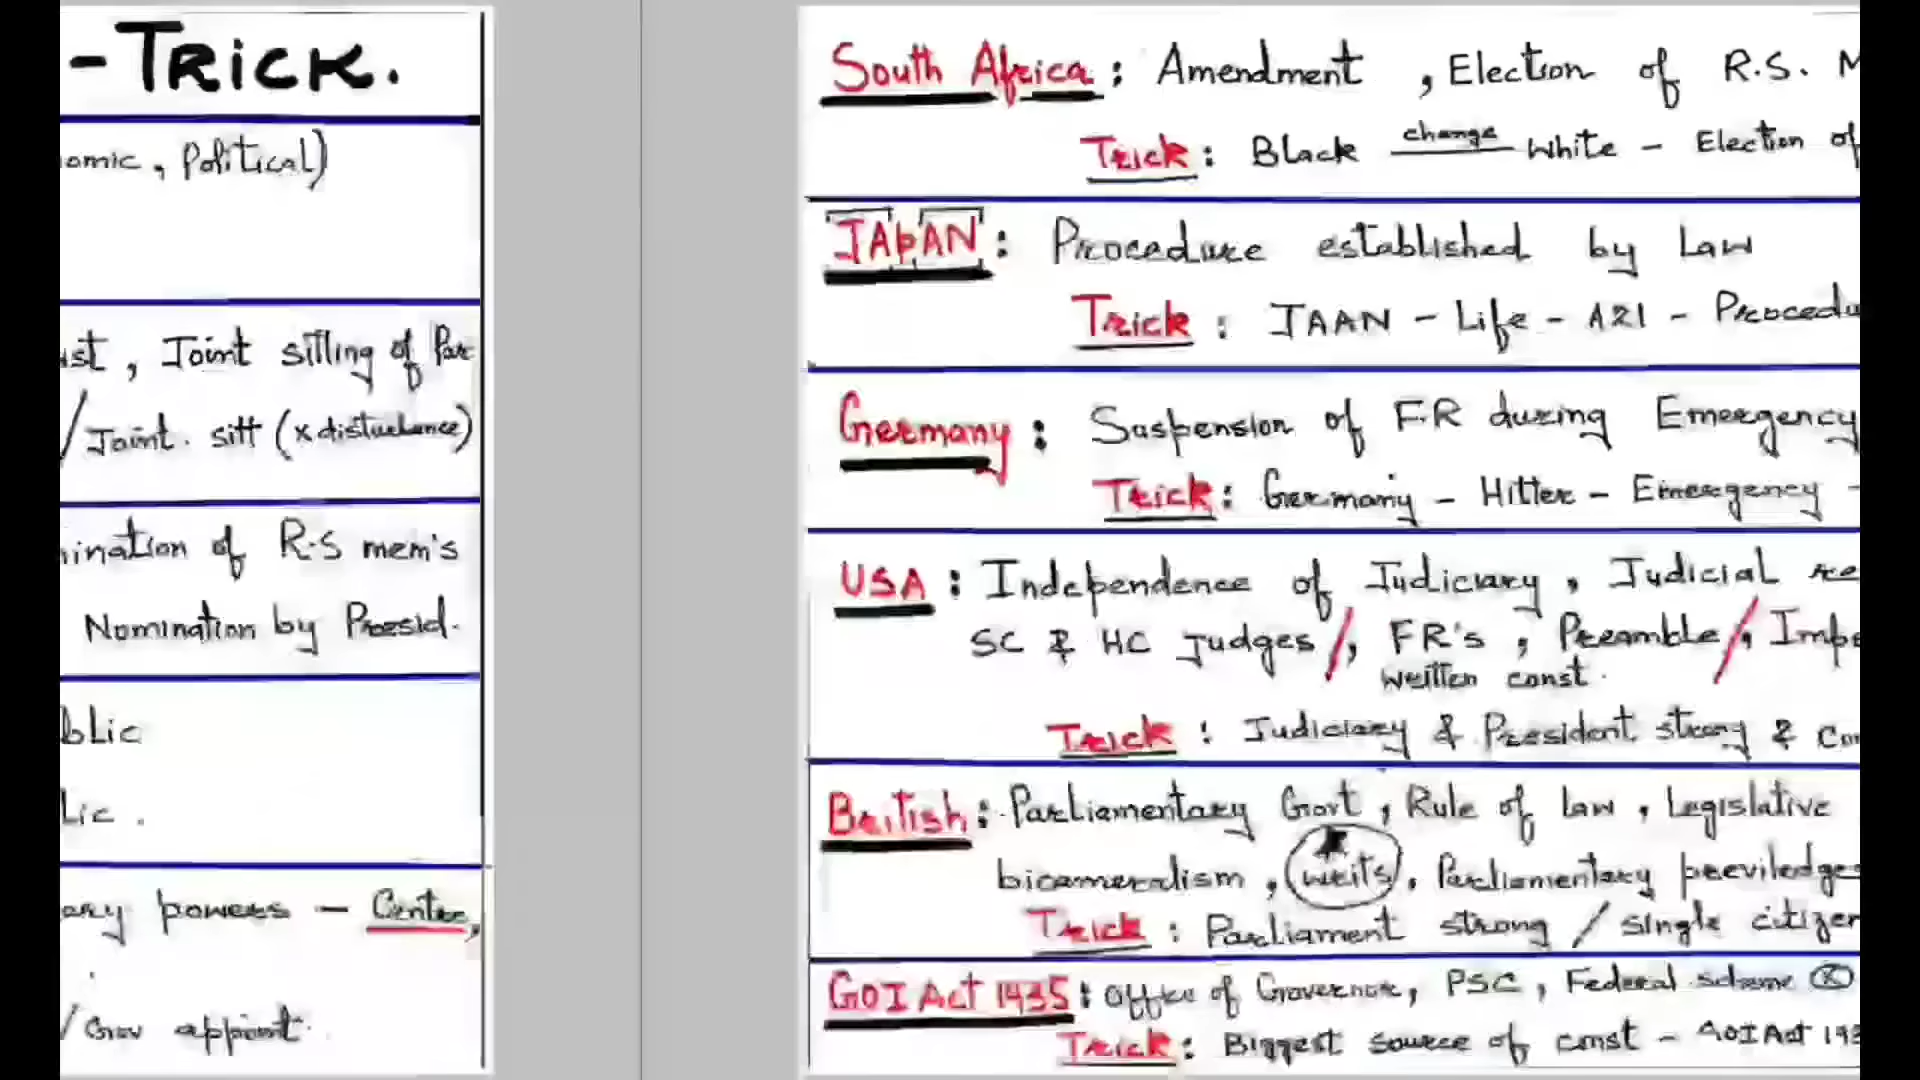 - TRiCK.
omic, Political)
st, Joint sitting of Par
/ Joint. sitt (x disturbance)
ination of R.S mem's
Nomination by Presid.
blic
lic.
ary powers - Centre,
/ Gov appoint.
South Africa: Amendment, Election of R.S. M
Trick: Black change White - Election of
JAPAN: Procedure established by Law
Trick: JAAN - Life - A21 - Procedu
Germany: Suspension of F.R during Emergency
Trick: Germany - Hitler - Emergency -
USA: Independence of Judiciary, Judicial re
SC & HC Judges/, FR's, Preamble/, Impe
written const.
Trick: Judiciary & President strong & Con
British: Parliamentary Govt, Rule of law, Legislative
bicameralism, writs, Parliamentary previledge
Trick: Parliament strong / single citizen
GOI Act 1935: office of Governor, PSC, Federal scheme
Trick: Biggest source of const - GOI Act 193